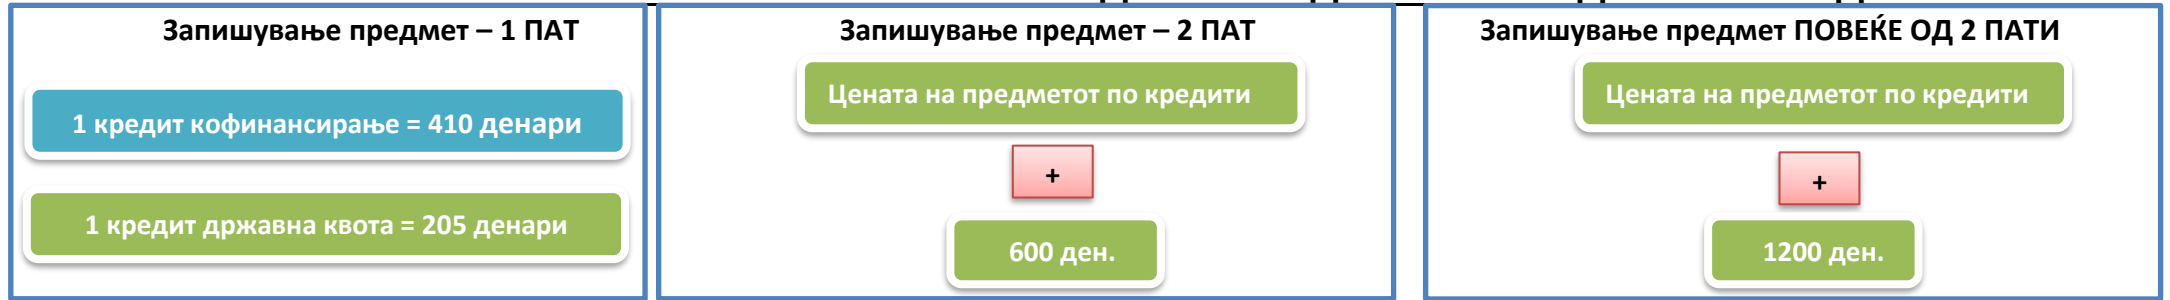 Запишување предмет – 1 ПАТ
1 кредит кофинансирање = 410 денари
1 кредит државна квота = 205 денари
Запишување предмет – 2 ПАТ
Цената на предметот по кредити
+
600 ден.
Запишување предмет ПОВЕЌЕ ОД 2 ПАТИ
Цената на предметот по кредити
+
1200 ден.